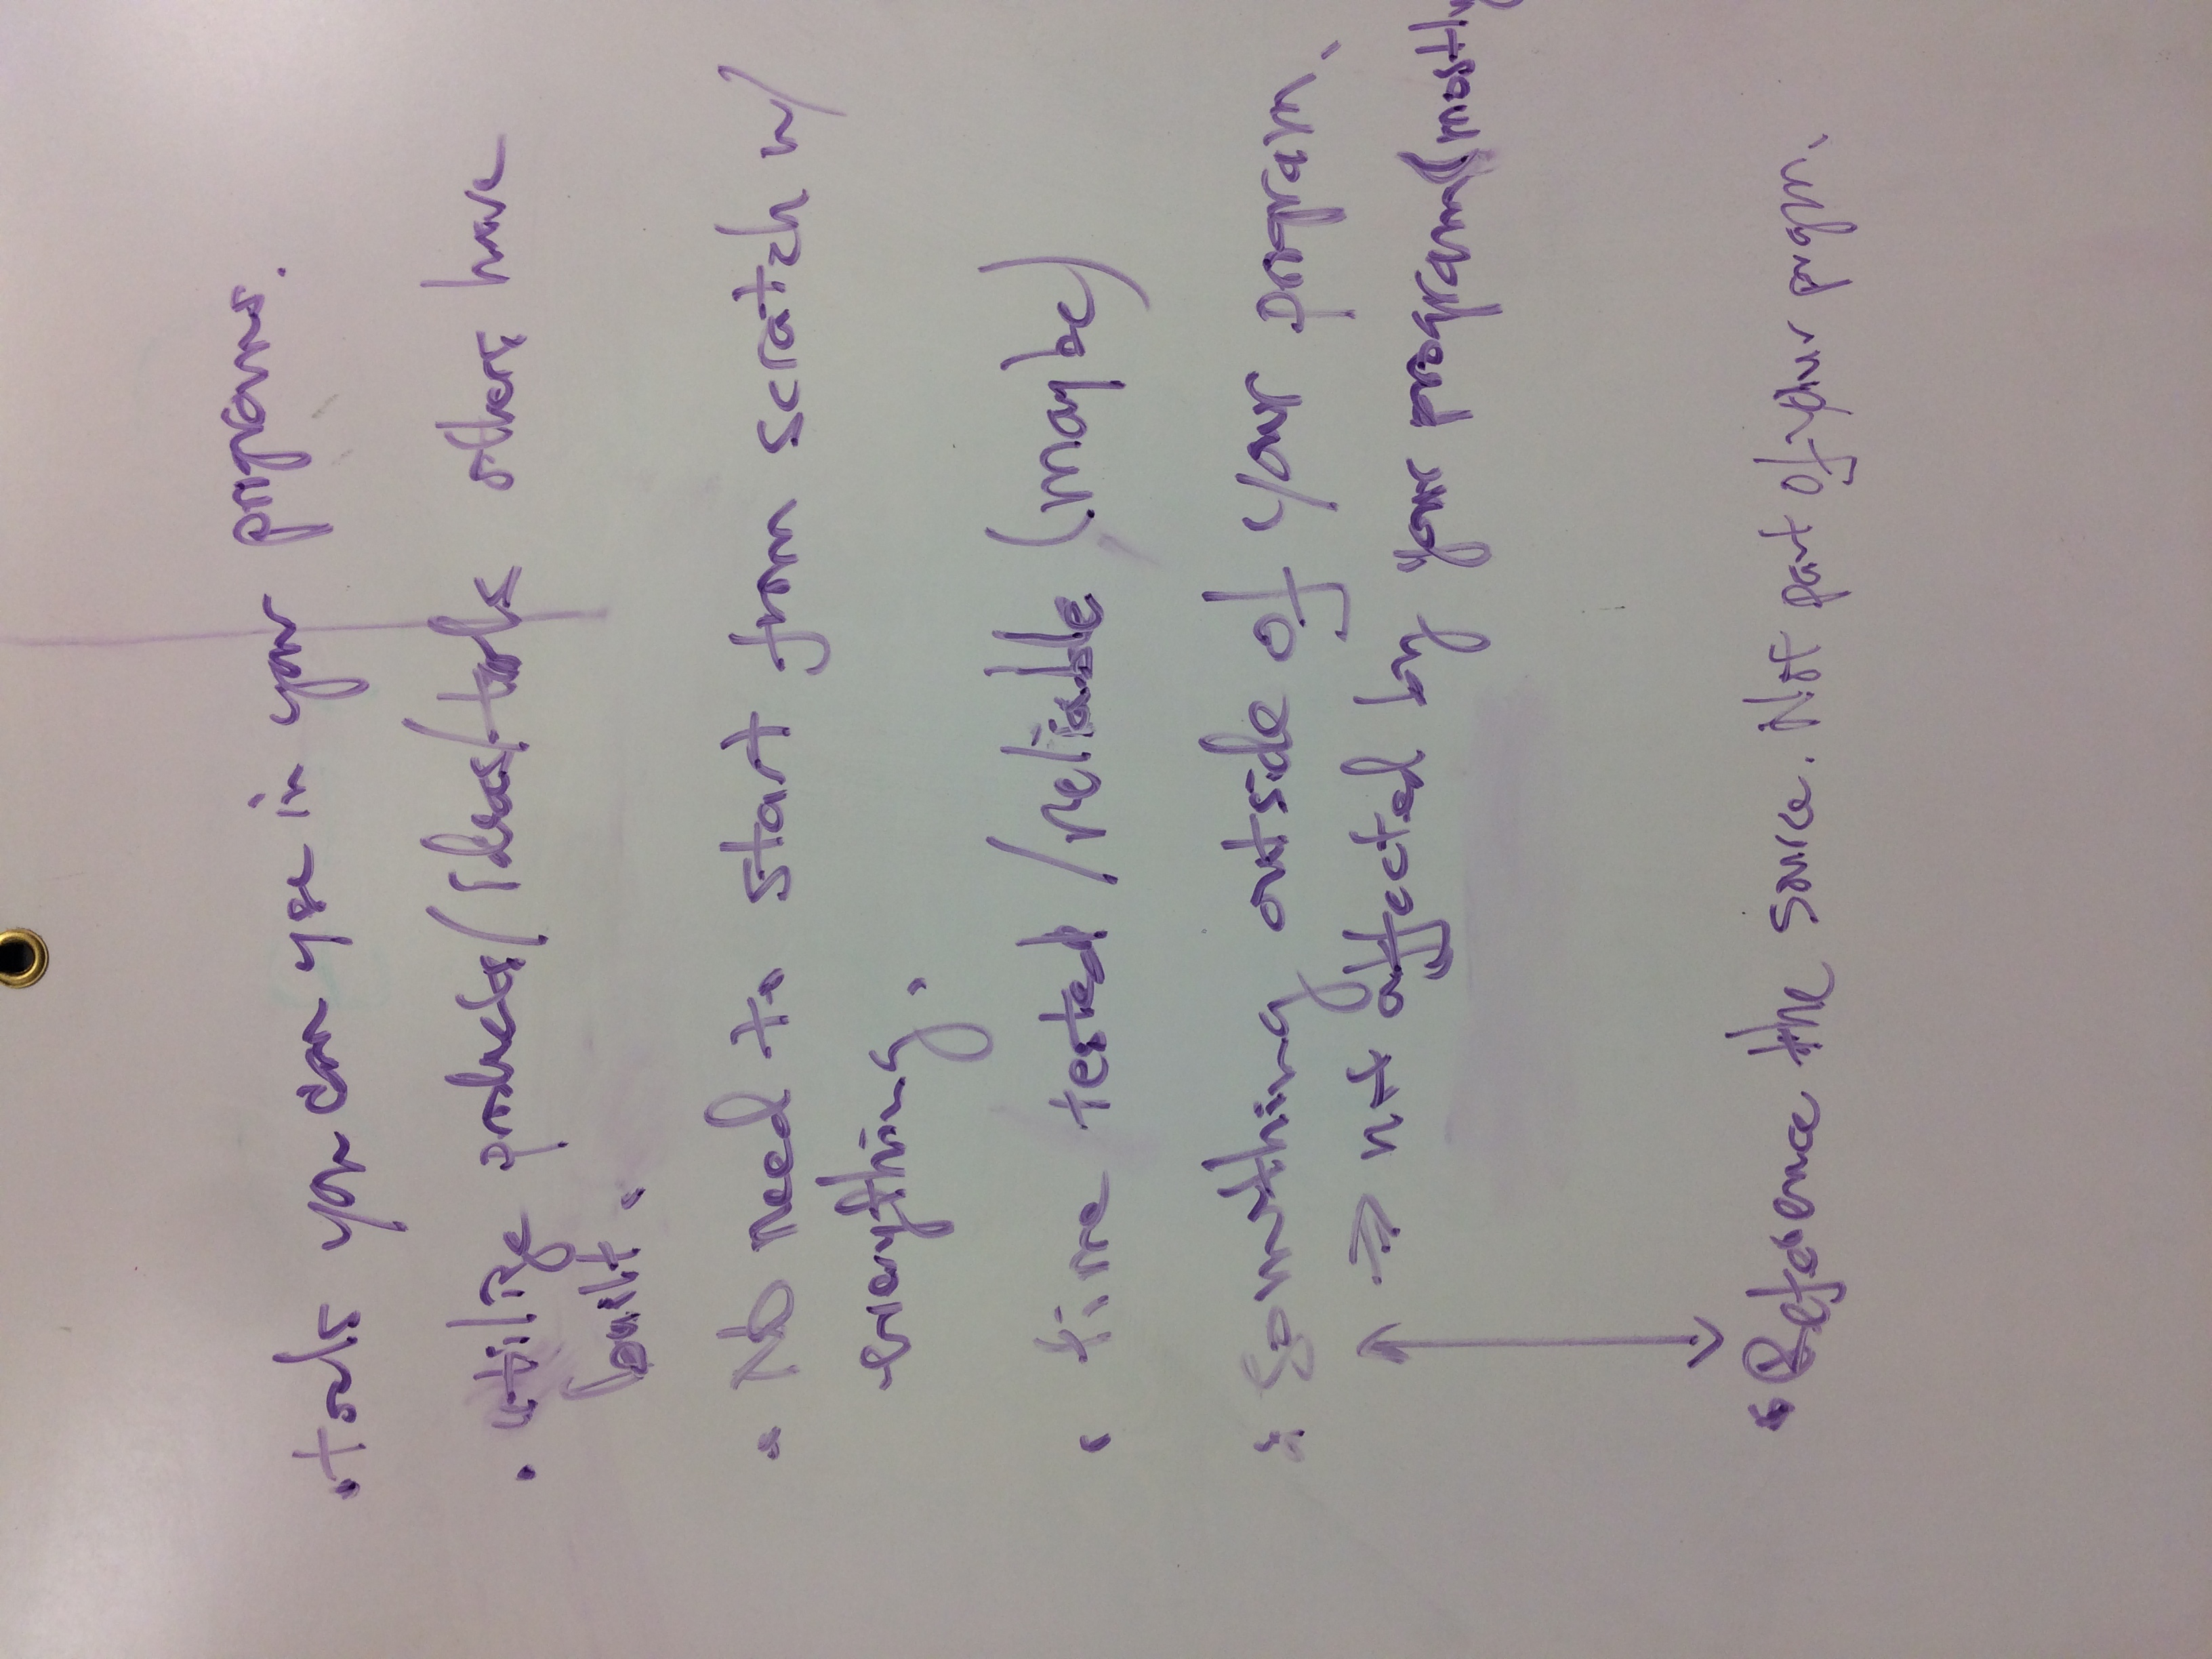 • tools you can use in your programs.
• utilize products/ideas/tools others have
built.
• No need to start from scratch w/
everything.
• time tested/reliable (maybe)
• Something outside of your program.
⇒ not affected by your program (mostly
• Reference the source. Not part of your prgm.